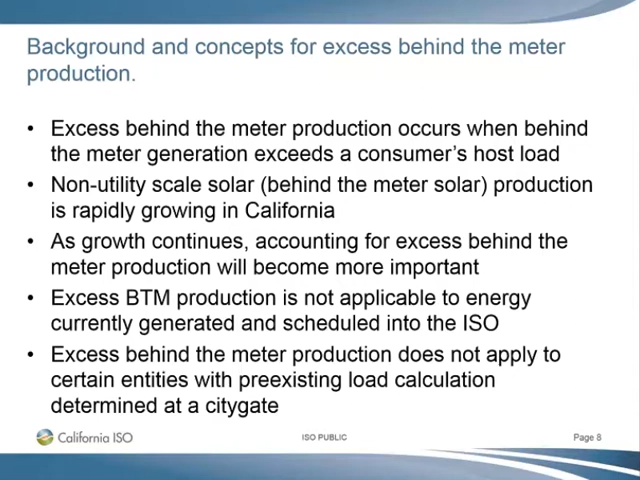 Background and concepts for excess behind the meter
production.
• Excess behind the meter production occurs when behind
the meter generation exceeds a consumer's host load
• Non-utility scale solar (behind the meter solar) production
is rapidly growing in California
• As growth continues, accounting for excess behind the
meter production will become more important
• Excess BTM production is not applicable to energy
currently generated and scheduled into the ISO
• Excess behind the meter production does not apply to
certain entities with preexisting load calculation
determined at a citygate
California ISO
ISO PUBLIC
Page 8